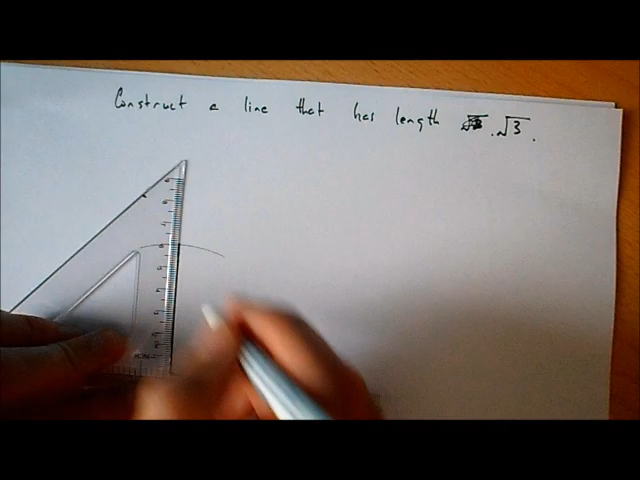 Construct a line that has length √3.